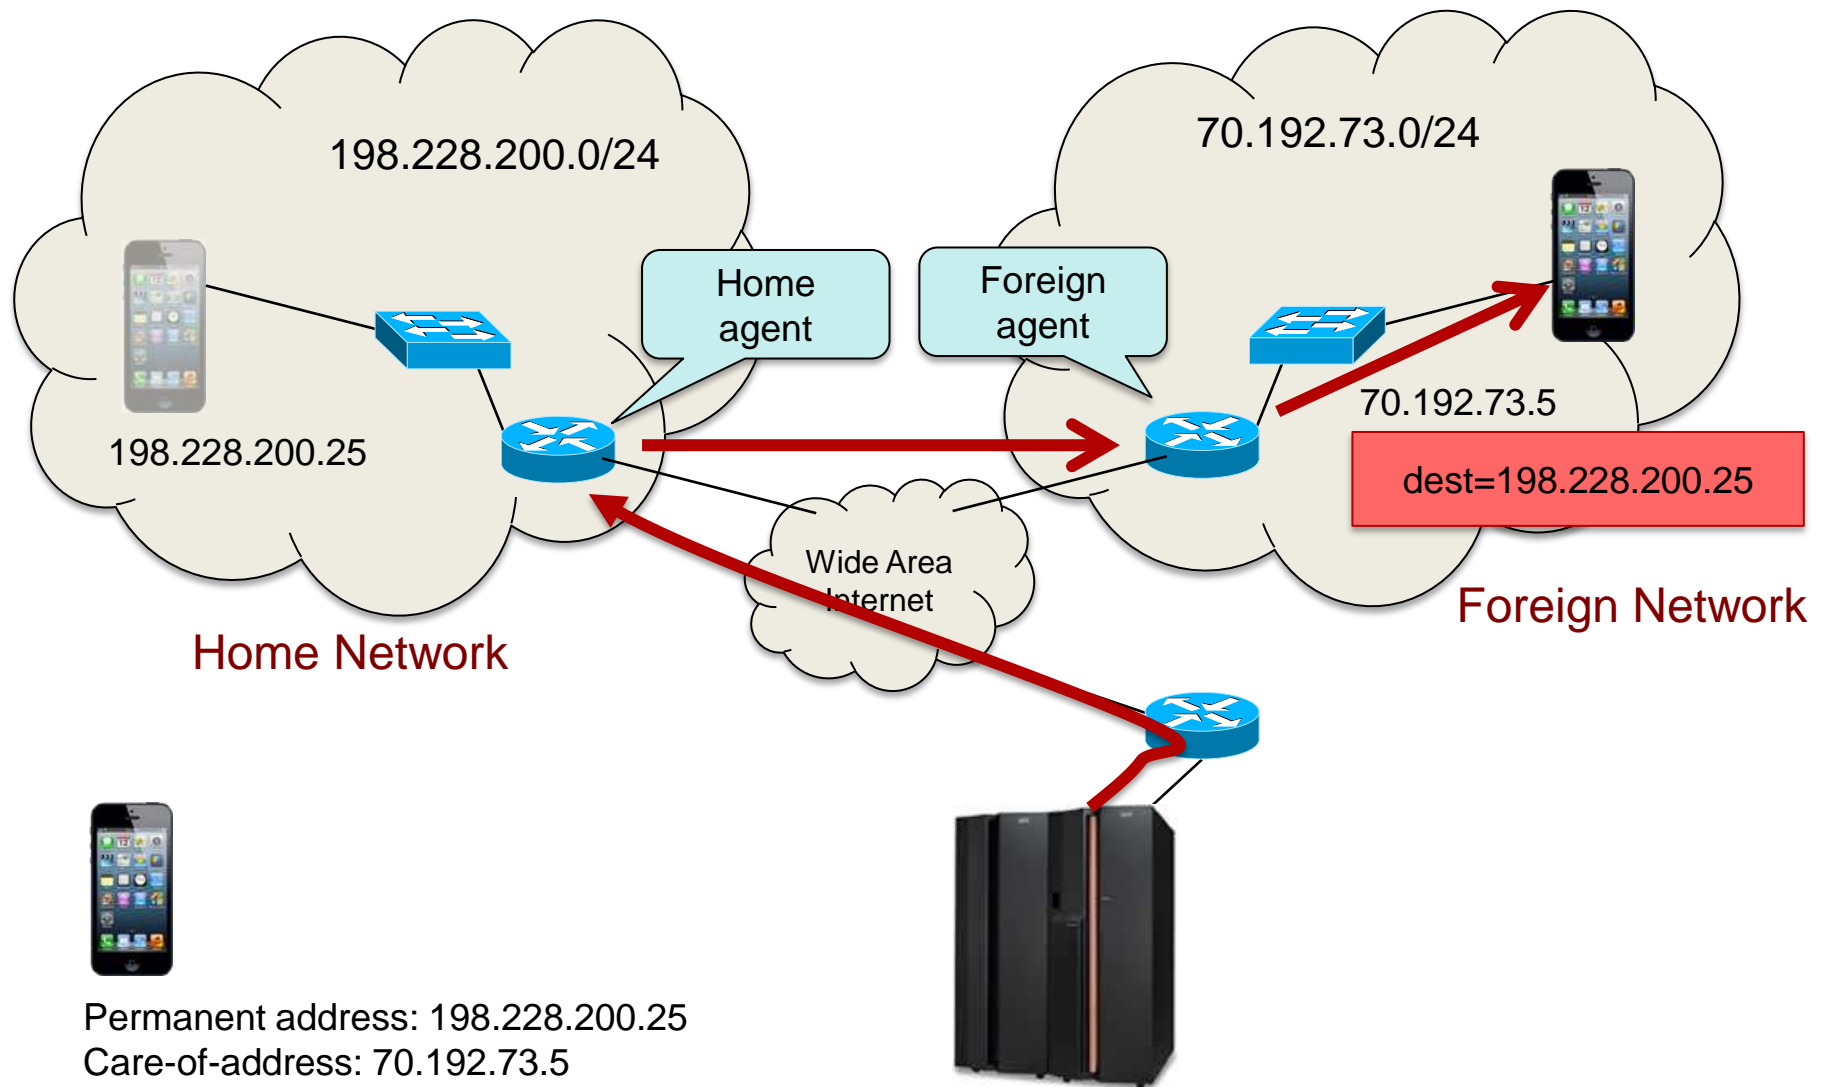 198.228.200.0/24
70.192.73.0/24
Home
agent
Foreign
agent
198.228.200.25
70.192.73.5
dest=198.228.200.25
Wide Area
Internet
Home Network
Foreign Network
Permanent address: 198.228.200.25
Care-of-address: 70.192.73.5